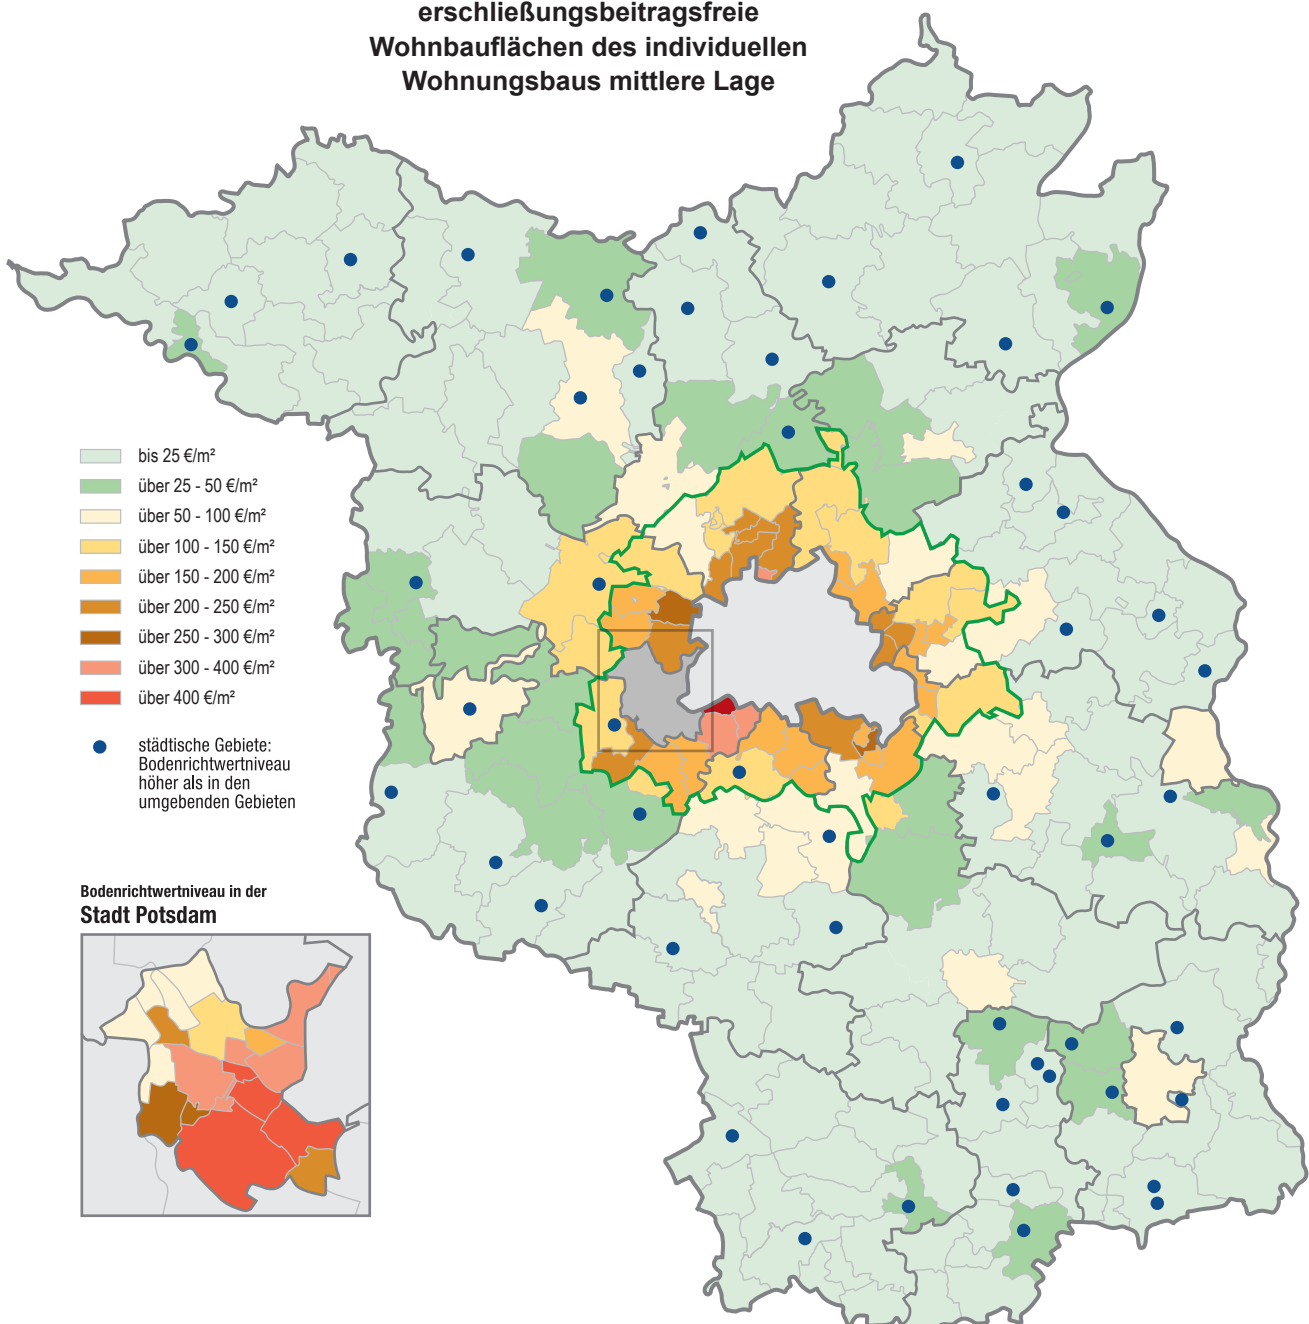 erschließungsbeitragsfreie
Wohnbauflächen des individuellen
Wohnungsbaus mittlere Lage
bis 25 €/m²
über 25 - 50 €/m²
über 50 - 100 €/m²
über 100 - 150 €/m²
über 150 - 200 €/m²
über 200 - 250 €/m²
über 250 - 300 €/m²
über 300 - 400 €/m²
über 400 €/m²
städtische Gebiete:
Bodenrichtwertniveau
höher als in den
umgebenden Gebieten
Bodenrichtwertniveau in der
Stadt Potsdam